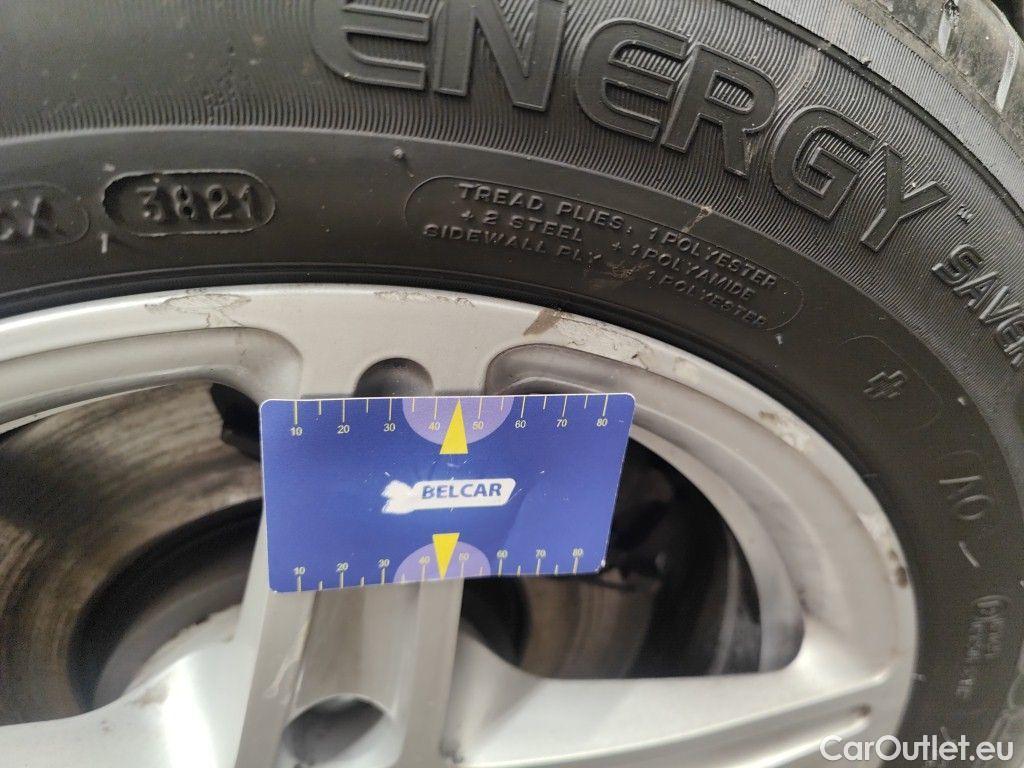 ENERGY
"SAVER
3821
TREAD PLIES: 1 POLYESTER
+ 2 STEEL + 1 POLYAMIDE
SIDEWALL PLY 1 POLYESTER
10 20 30 40 50 60 70 80
BELCAR
10 20 30 40 50 60 70 80
CarOutlet.eu